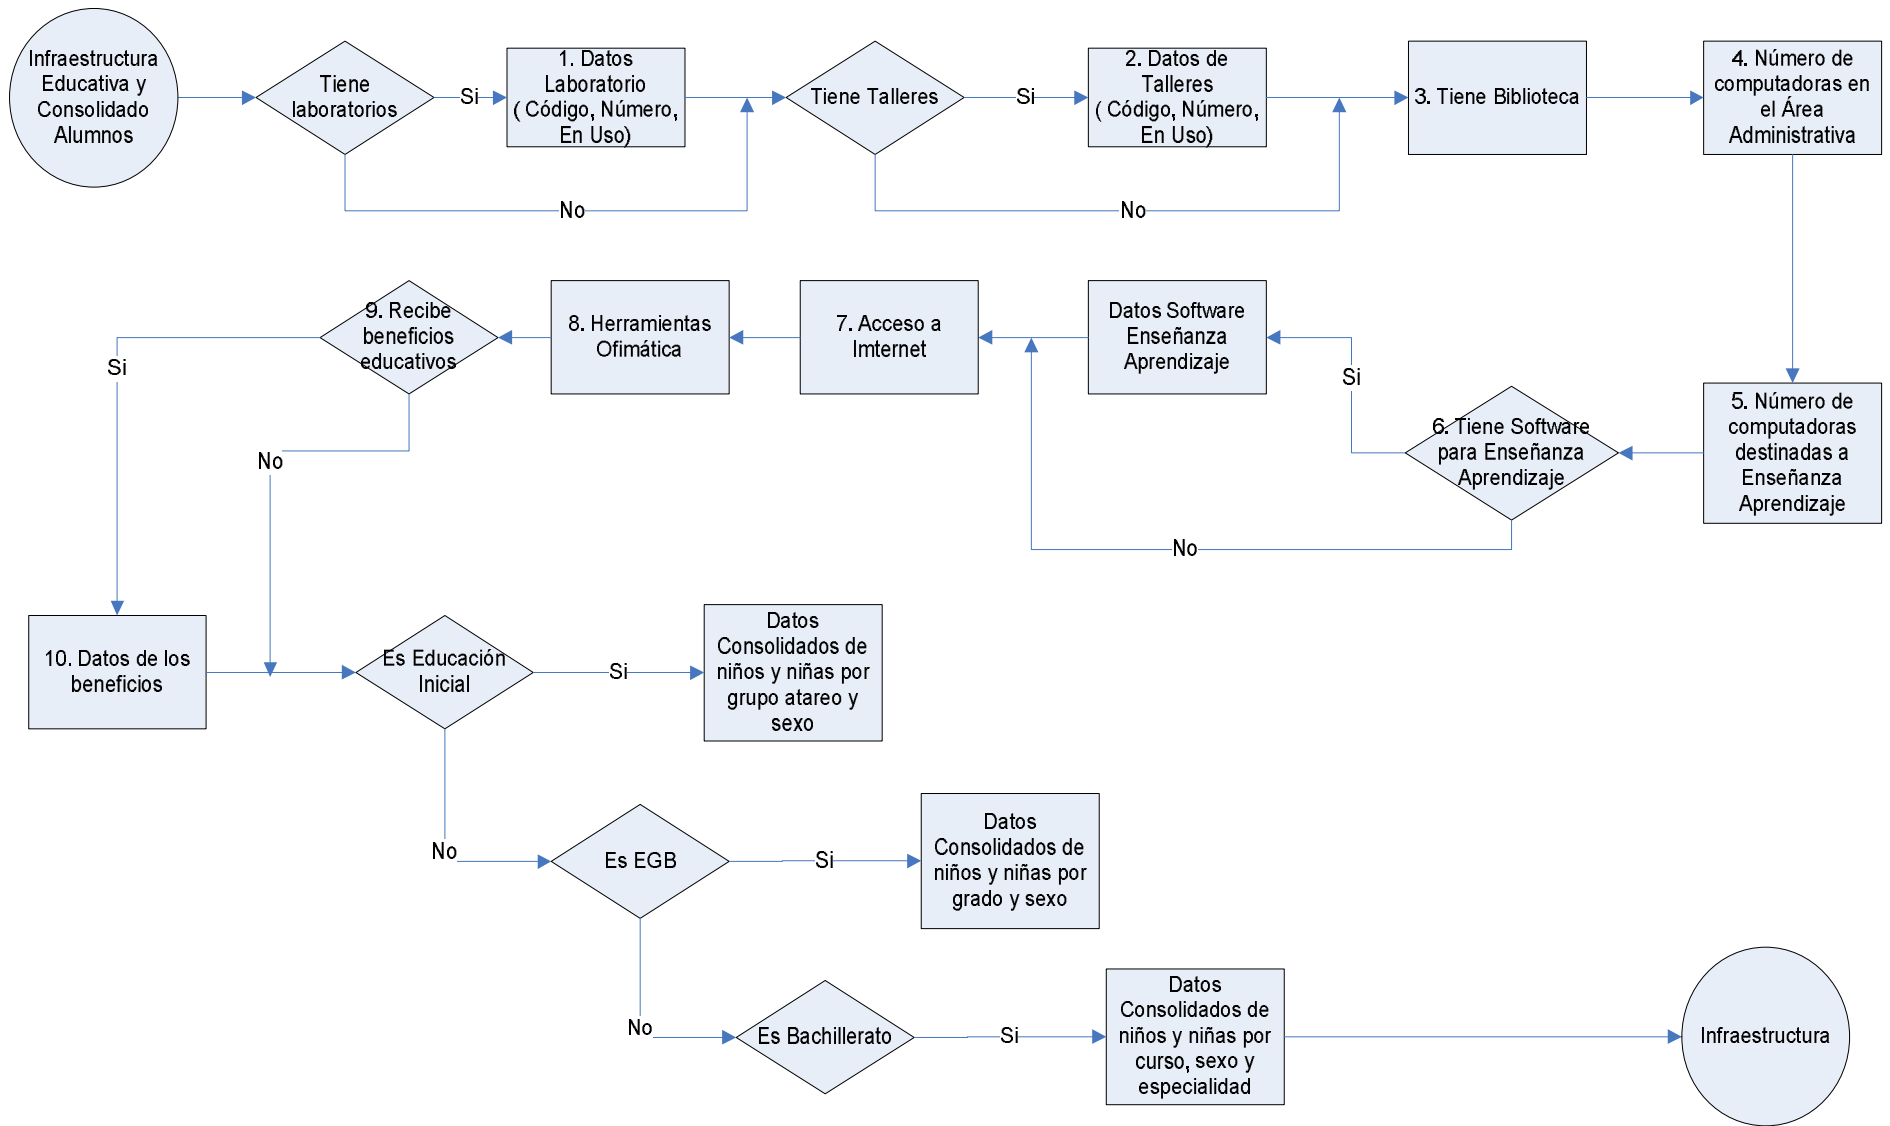 Infraestructura
Educativa y
Consolidado
Alumnos
Tiene
laboratorios
Si
1. Datos
Laboratorio
( Código, Número,
En Uso)
No
Tiene Talleres
Si
2. Datos de
Talleres
( Código, Número,
En Uso)
No
3. Tiene Biblioteca
4. Número de
computadoras en
el Área
Administrativa
5. Número de
computadoras
destinadas a
Enseñanza
Aprendizaje
6. Tiene Software
para Enseñanza
Aprendizaje
Si
No
Datos Software
Enseñanza
Aprendizaje
7. Acceso a
Imternet
8. Herramientas
Ofimática
9. Recibe
beneficios
educativos
Si
No
10. Datos de los
beneficios
Es Educación
Inicial
Si
Datos
Consolidados de
niños y niñas por
grupo atareo y
sexo
No
Es EGB
Si
Datos
Consolidados de
niños y niñas por
grado y sexo
No
Es Bachillerato
Si
Datos
Consolidados de
niños y niñas por
curso, sexo y
especialidad
Infraestructura